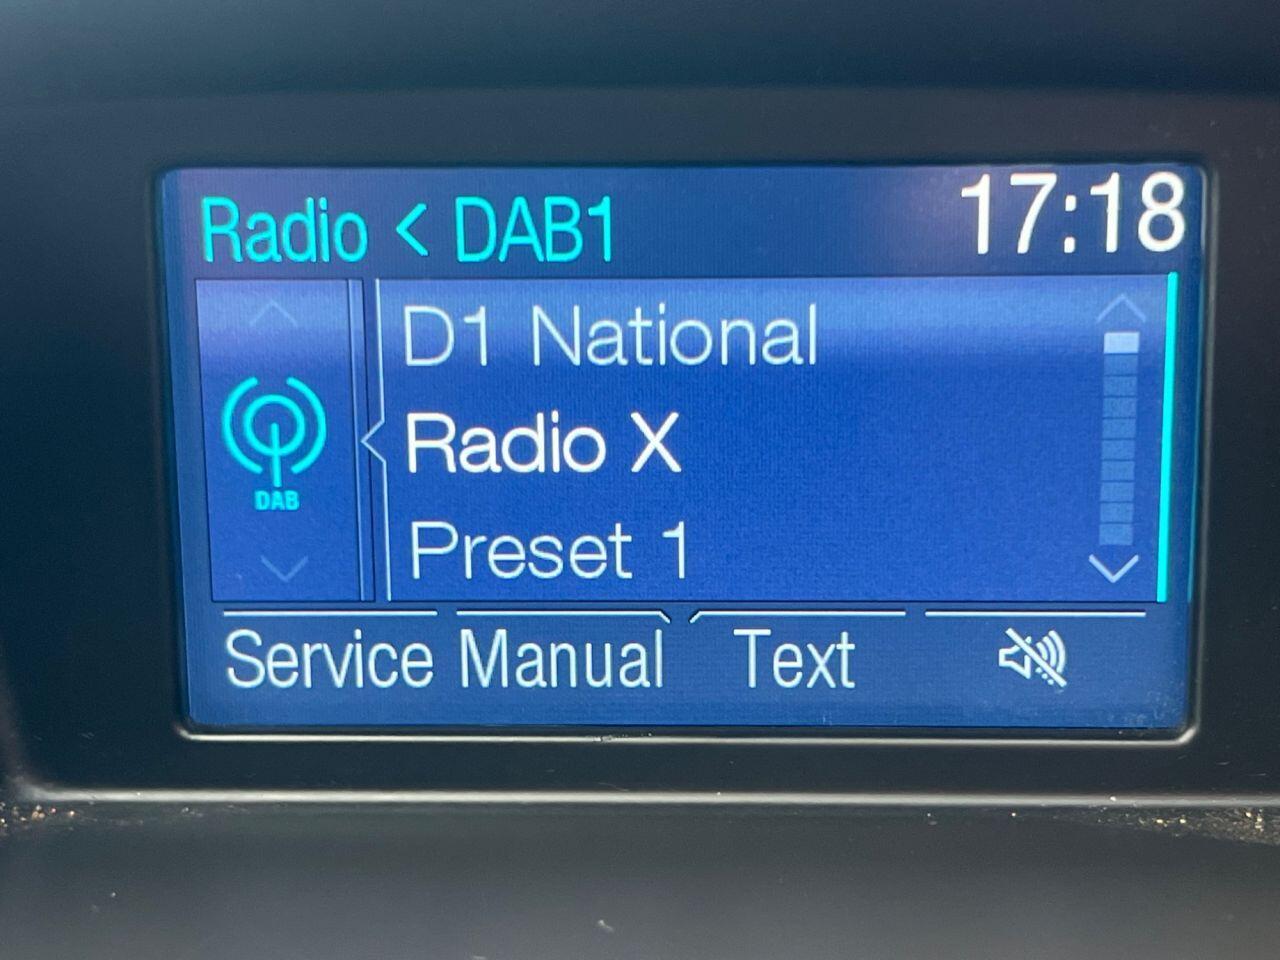 Radio < DAB1
17:18
D1 National
DAB
Radio X
Preset 1
Service Manual Text